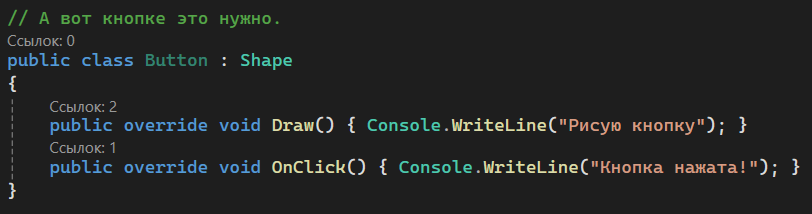 // А вот кнопке это нужно.
Ссылок: 0
public class Button : Shape
{
Ссылок: 2
public override void Draw() { Console.WriteLine("Рисую кнопку"); }
Ссылок: 1
public override void OnClick() { Console.WriteLine("Кнопка нажата!"); }
}